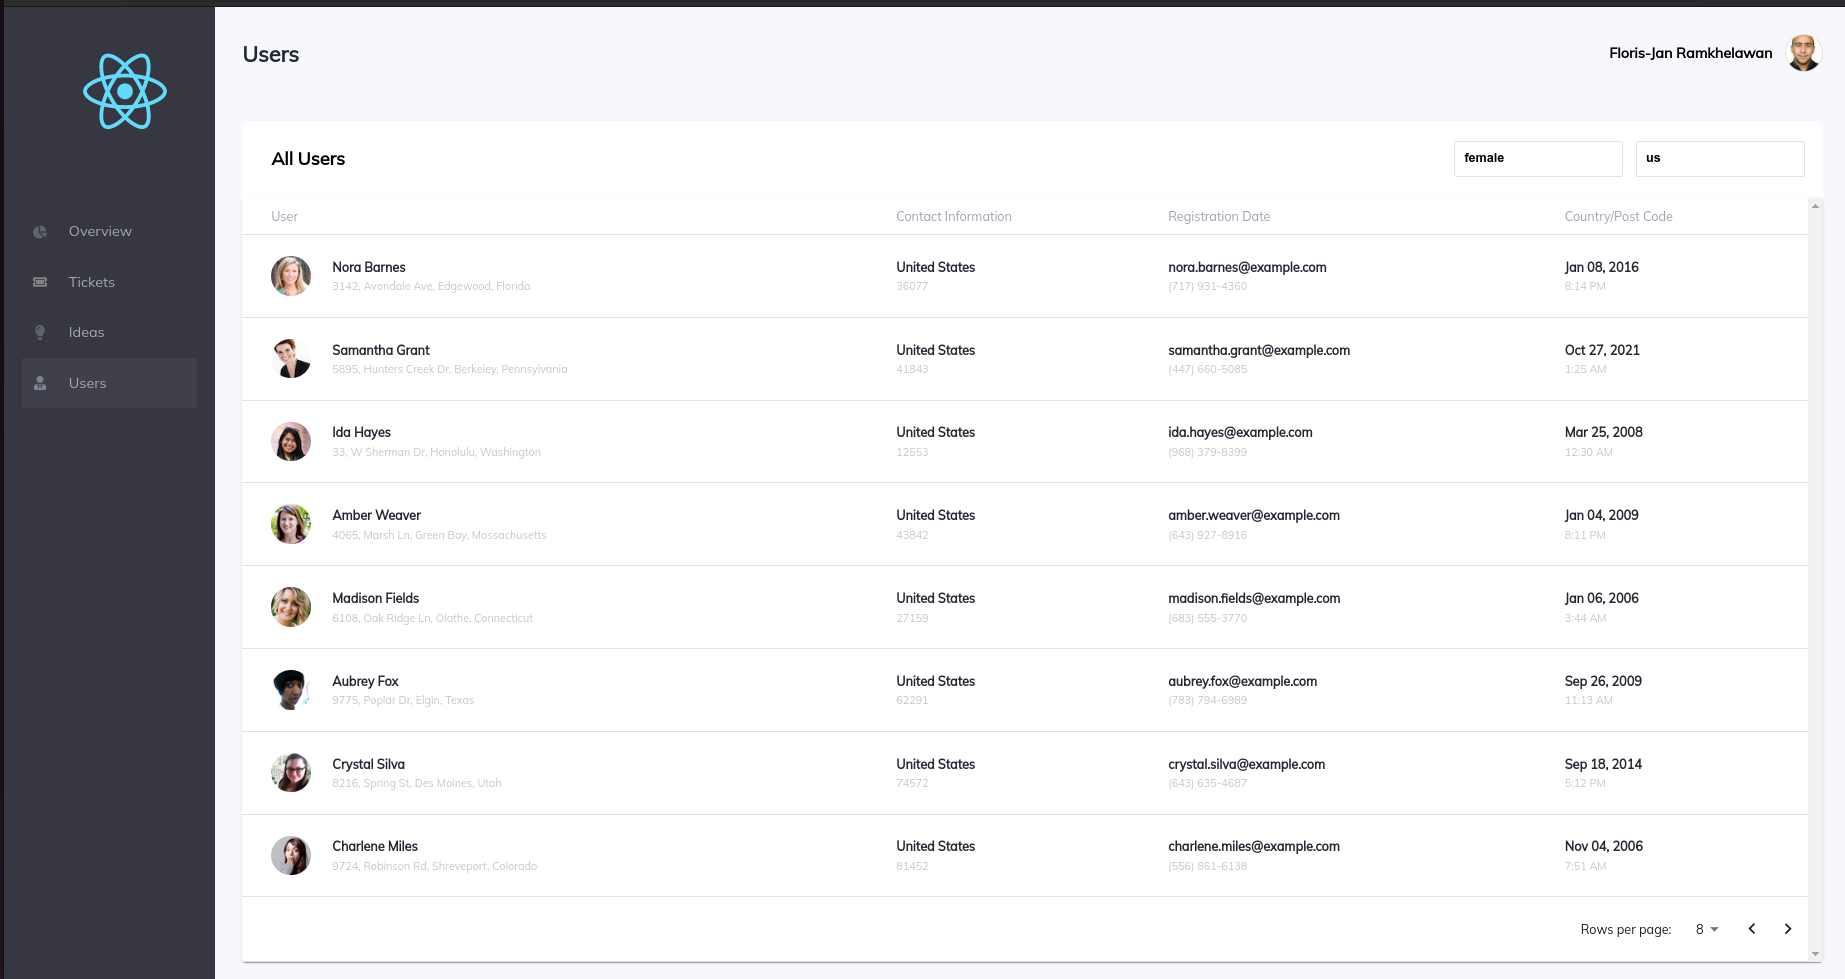 Users
Floris-Jan Ramkhelawan
All Users
female
us
Overview
Tickets
Ideas
Users
User Contact Information Registration Date Country/Post Code
Nora Barnes United States nora.barnes@example.com Jan 08, 2016
3142, Avondale Ave, Edgewood, Florida 36077 (717) 931-4360 8:14 PM
Samantha Grant United States samantha.grant@example.com Oct 27, 2021
5895, Hunters Creek Dr, Berkeley, Pennsylvania 41843 (447) 660-5085 1:25 AM
Ida Hayes United States ida.hayes@example.com Mar 25, 2008
33, W Sherman Dr, Honolulu, Washington 12553 (968) 379-8399 12:30 AM
Amber Weaver United States amber.weaver@example.com Jan 04, 2009
4065, Marsh Ln, Green Bay, Massachusetts 43842 (643) 927-8916 8:11 PM
Madison Fields United States madison.fields@example.com Jan 06, 2006
6108, Oak Ridge Ln, Olathe, Connecticut 27159 (683) 555-3770 3:44 AM
Aubrey Fox United States aubrey.fox@example.com Sep 26, 2009
9775, Poplar Dr, Elgin, Texas 62291 (783) 794-6989 11:13 AM
Crystal Silva United States crystal.silva@example.com Sep 18, 2014
8216, Spring St, Des Moines, Utah 74572 (643) 635-4687 5:12 PM
Charlene Miles United States charlene.miles@example.com Nov 04, 2006
9724, Robinson Rd, Shreveport, Colorado 81452 (556) 861-6138 7:51 AM
Rows per page: 8